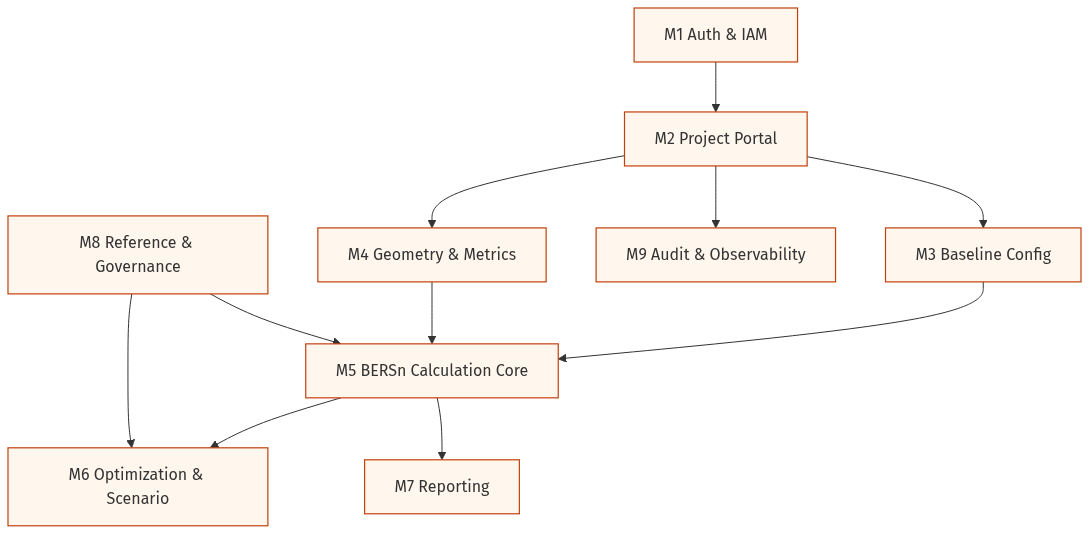 M1 Auth & IAM
M2 Project Portal
M8 Reference &
Governance
M4 Geometry & Metrics
M9 Audit & Observability
M3 Baseline Config
M5 BERSn Calculation Core
M6 Optimization &
Scenario
M7 Reporting